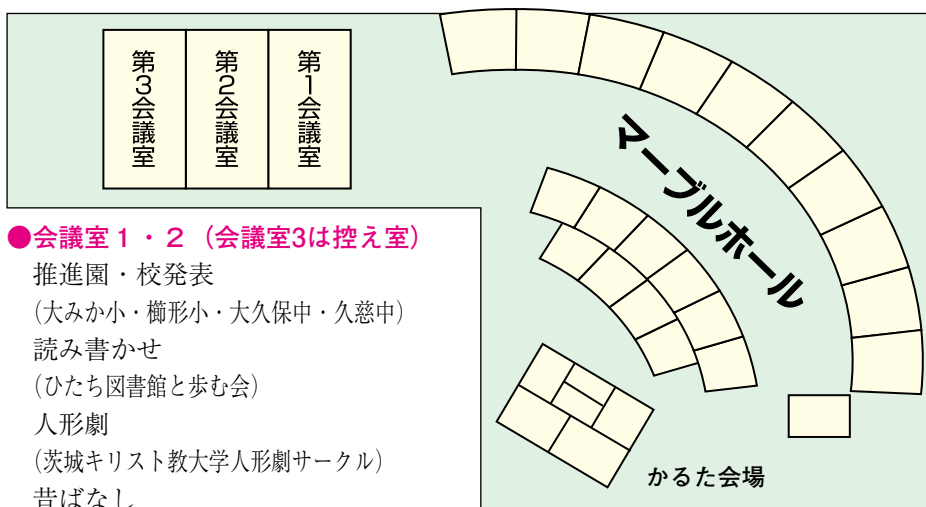 第3会議室
第2会議室
第1会議室
マーブルホール
●会議室1・2（会議室3は控え室）
推進園・校発表
(大みか小・櫛形小・大久保中・久慈中)
読み書かせ
(ひたち図書館と歩む会)
人形劇
(茨城キリスト教大学人形劇サークル)
昔ばなし
かるた会場